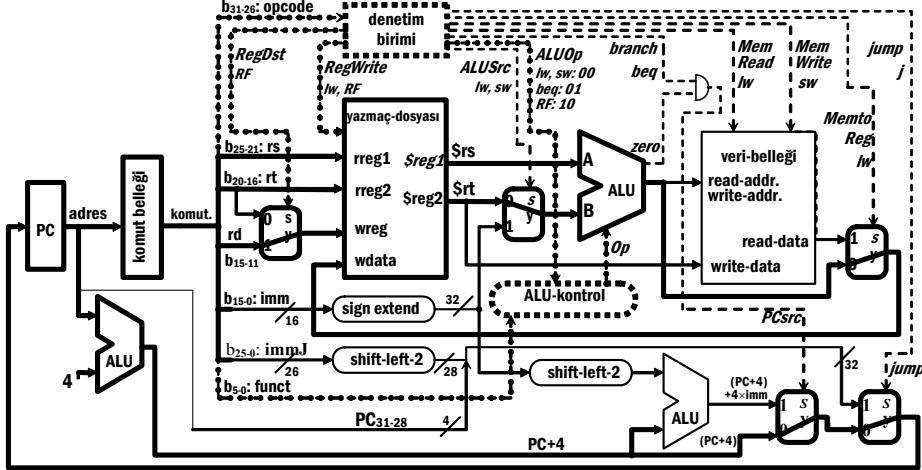 b31-26: opcode
denetim
birimi
RegDst
RF
RegWrite
lw, RF
ALUSrc
lw, sw
ALUOp
lw, sw: 00
beq: 01
RF: 10
branch
beq
Mem
Read
lw
Mem
Write
sw
jump
j
Memto
Reg
lw
yazmaç-dosyası
b25-21: rs
rreg1
$reg1
$rs
b20-16: rt
rreg2
$reg2
$rt
rd
b15-11
0
1
s
y
wreg
wdata
0
1
s
y
A
B
ALU
zero
Op
veri-belleği
read-addr.
write-addr.
read-data
write-data
1
0
s
y
PC
adres
komut belleği
komut.
ALU
4
b15-0: imm
16
sign extend
32
ALU-kontrol
b25-0: immJ
26
shift-left-2
28
b5-0: funct
shift-left-2
ALU
(PC+4)
+4×imm
(PC+4)
PCsrc
1
0
s
y
1
0
s
y
32
jump
PC31-28
4
PC+4